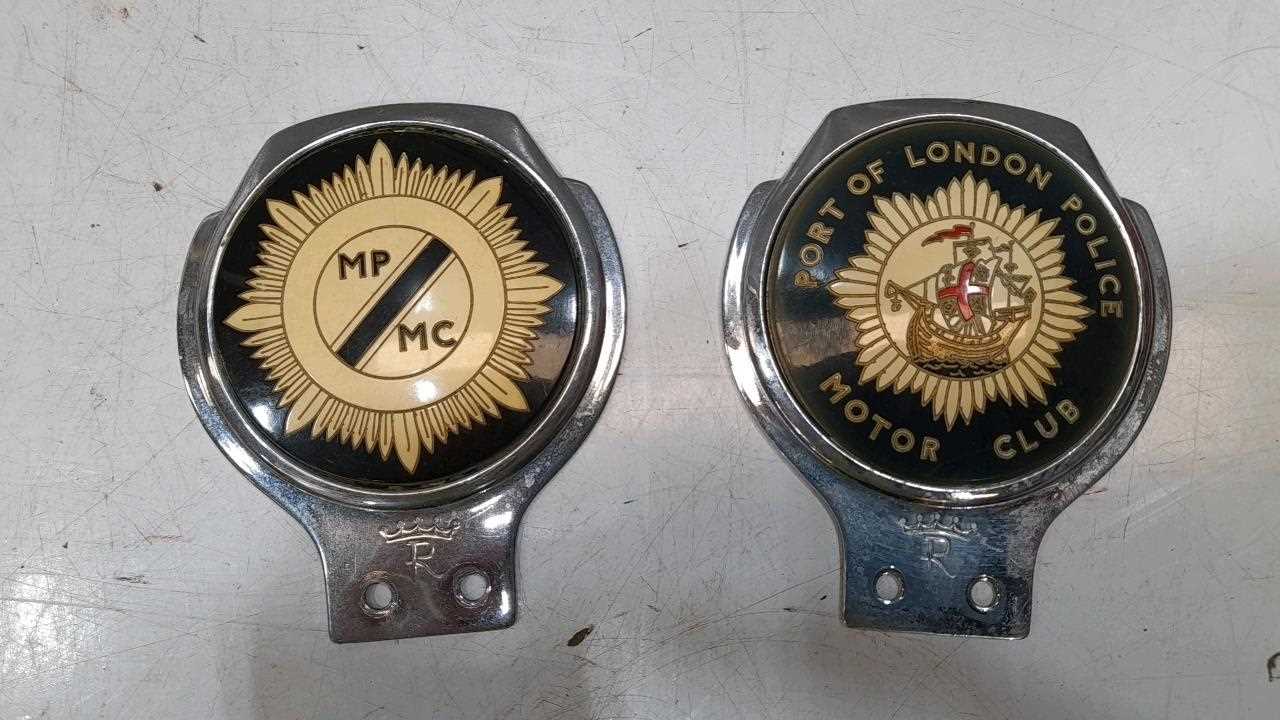 MP
MC
R
PORT OF LONDON POLICE
MOTOR CLUB
R